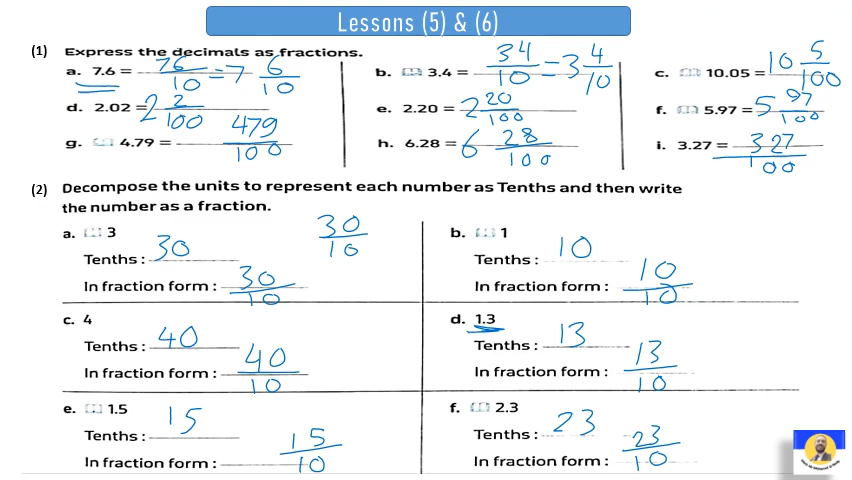 Lessons (5) & (6)
(1) Express the decimals as fractions.
a. 7.6 = 76/10 = 7 6/10
b. 3.4 = 34/10 = 3 4/10
c. 10.05 = 10 5/100
d. 2.02 = 2 2/100
e. 2.20 = 2 20/100
f. 5.97 = 5 97/100
g. 4.79 = 479/100
h. 6.28 = 6 28/100
i. 3.27 = 327/100
(2) Decompose the units to represent each number as Tenths and then write
the number as a fraction.
a. 3 30/10
Tenths : 30
In fraction form : 30/10
b. 1
Tenths : 10
In fraction form : 10/10
c. 4
Tenths : 40
In fraction form : 40/10
d. 1.3
Tenths : 13
In fraction form : 13/10
e. 1.5
Tenths : 15
In fraction form : 15/10
f. 2.3
Tenths : 23
In fraction form : 23/10